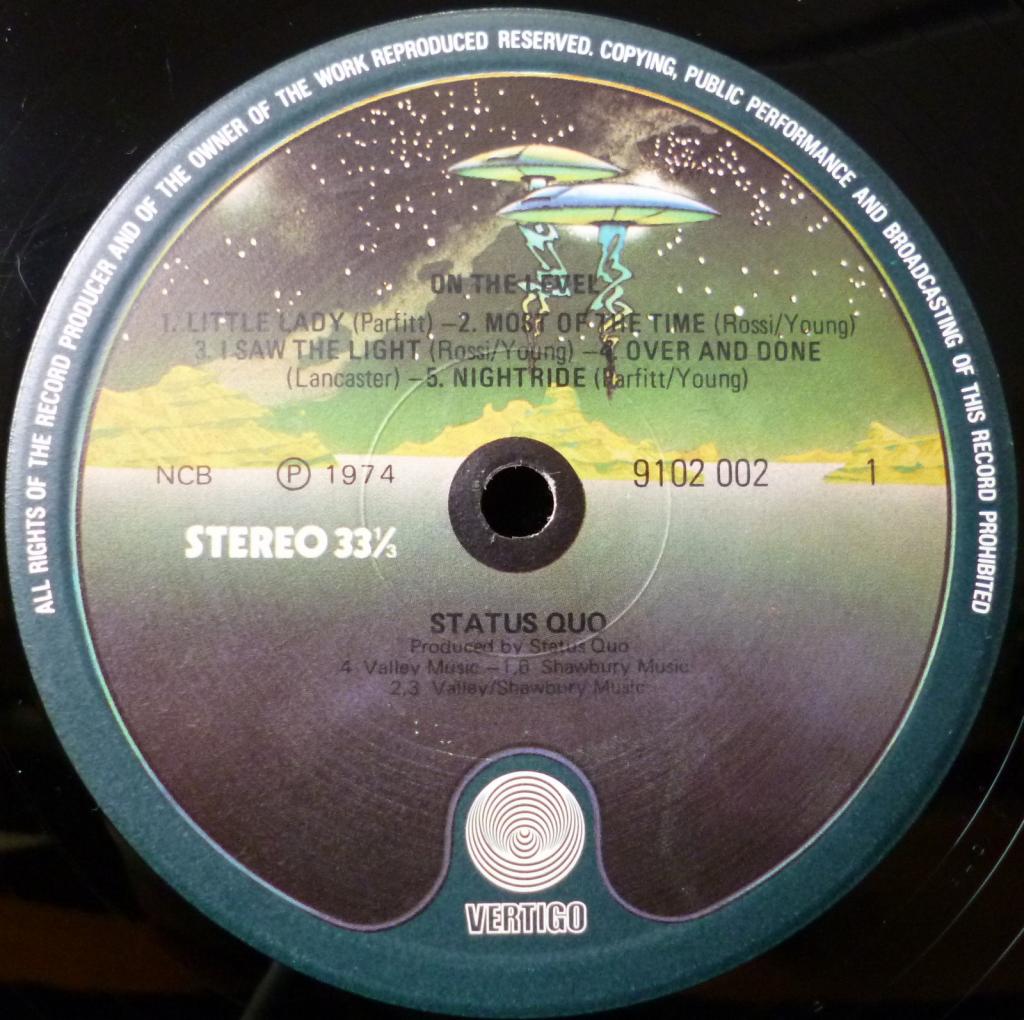 ALL RIGHTS OF THE RECORD PRODUCER AND OF THE OWNER OF THE WORK REPRODUCED RESERVED. COPYING, PUBLIC PERFORMANCE AND BROADCASTING OF THIS RECORD PROHIBITED
ON THE LEVEL
1. LITTLE LADY (Parfitt) –2. MOST OF THE TIME (Rossi/Young)
3. I SAW THE LIGHT (Rossi/Young) –4. OVER AND DONE
(Lancaster) –5. NIGHTRIDE (Parfitt/Young)
NCB ℗ 1974 9102 002 1
STEREO 33⅓
STATUS QUO
Produced by Status Quo
4 Valley Music –1, Shawbury Music
2,3 Valley/Shawbury Music
VERTIGO